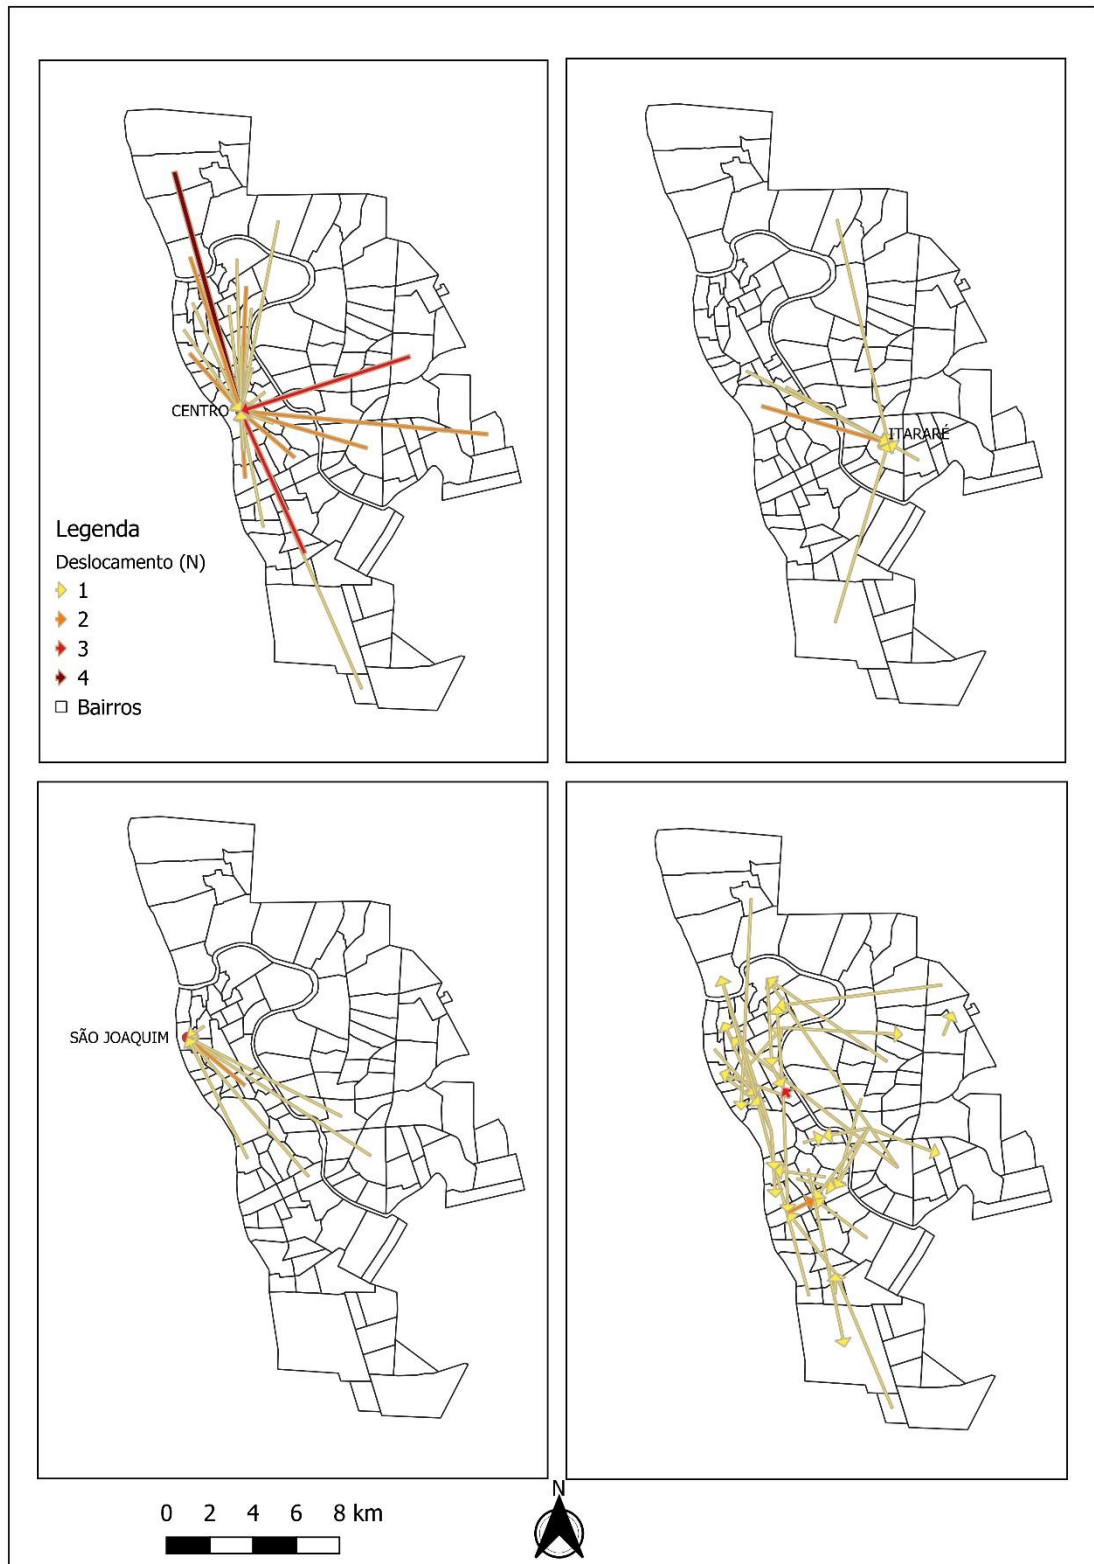 CENTRO
Legenda
Deslocamento (N)
1
2
3
4
Bairros
ITARARÉ
SÃO JOAQUIM
0 2 4 6 8 km
N